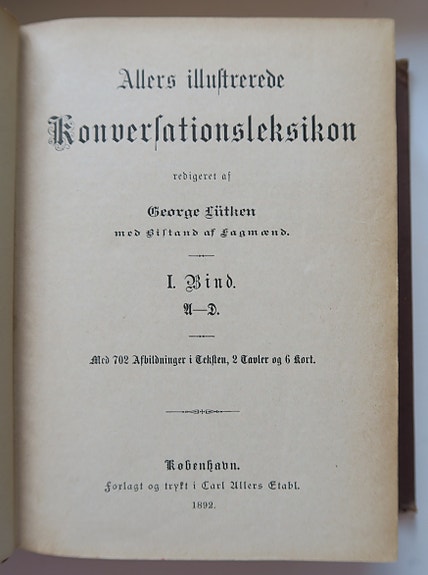 Allers illustrerede
Konversationsleksikon
redigeret af
George Lütken
med Bistand af Fagmænd.
I. Bind.
A—D.
Med 702 Afbildninger i Teksten, 2 Tavler og 6 Kort.
København.
Forlagt og trykt i Carl Allers Etabl.
1892.